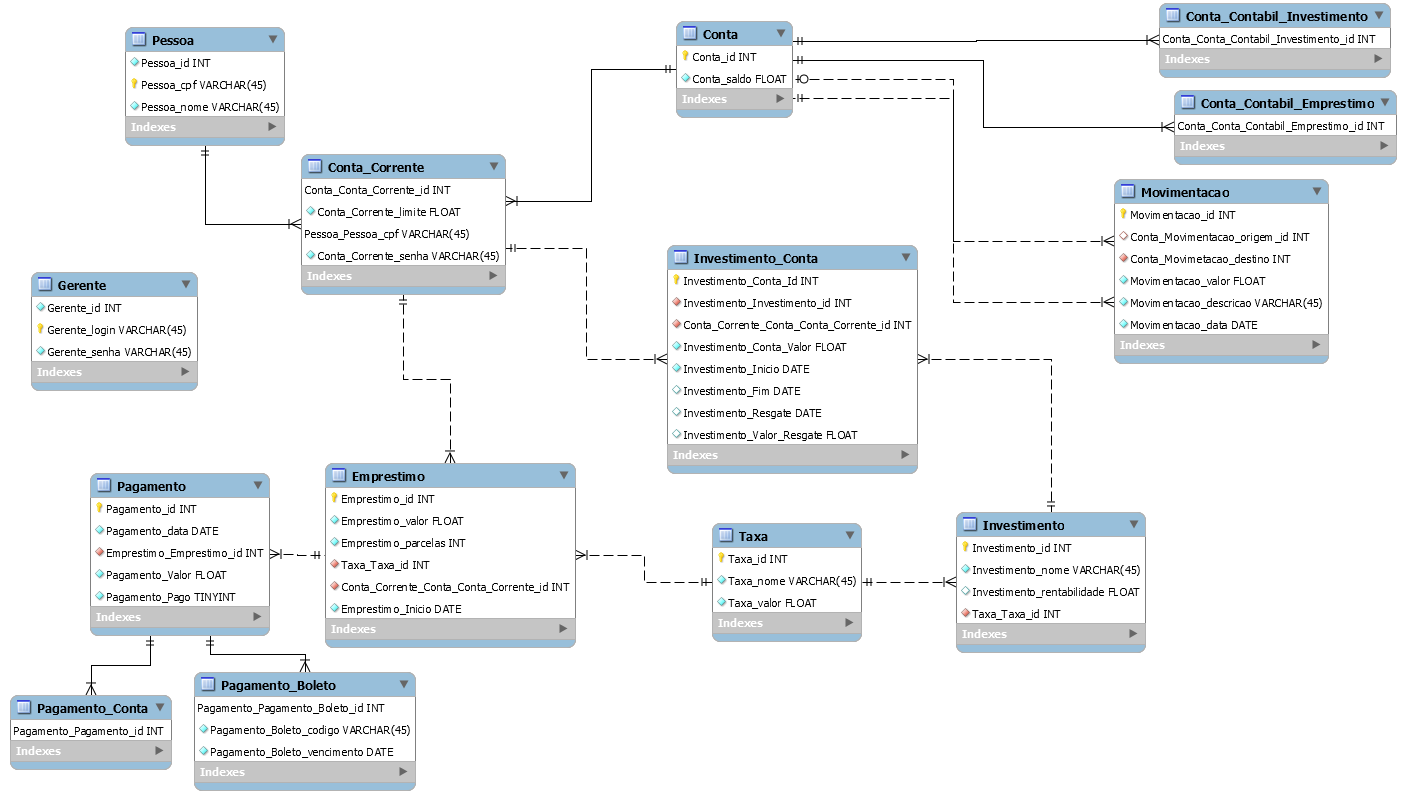 Pessoa
Pessoa_id INT
Pessoa_cpf VARCHAR(45)
Pessoa_nome VARCHAR(45)
Indexes
Conta
Conta_id INT
Conta_saldo FLOAT
Indexes
Conta_Contabil_Investimento
Conta_Conta_Contabil_Investimento_id INT
Indexes
Conta_Contabil_Emprestimo
Conta_Conta_Contabil_Emprestimo_id INT
Indexes
Conta_Corrente
Conta_Conta_Corrente_id INT
Conta_Corrente_limite FLOAT
Pessoa_Pessoa_cpf VARCHAR(45)
Conta_Corrente_senha VARCHAR(45)
Indexes
Movimentacao
Movimentacao_id INT
Conta_Movimentacao_origem_id INT
Conta_Movimetacao_destino INT
Movimentacao_valor FLOAT
Movimentacao_descricao VARCHAR(45)
Movimentacao_data DATE
Indexes
Gerente
Gerente_id INT
Gerente_login VARCHAR(45)
Gerente_senha VARCHAR(45)
Indexes
Investimento_Conta
Investimento_Conta_Id INT
Investimento_Investimento_id INT
Conta_Corrente_Conta_Conta_Corrente_id INT
Investimento_Conta_Valor FLOAT
Investimento_Inicio DATE
Investimento_Fim DATE
Investimento_Resgate DATE
Investimento_Valor_Resgate FLOAT
Indexes
Pagamento
Pagamento_id INT
Pagamento_data DATE
Emprestimo_Emprestimo_id INT
Pagamento_Valor FLOAT
Pagamento_Pago TINYINT
Indexes
Emprestimo
Emprestimo_id INT
Emprestimo_valor FLOAT
Emprestimo_parcelas INT
Taxa_Taxa_id INT
Conta_Corrente_Conta_Conta_Corrente_id INT
Emprestimo_Inicio DATE
Indexes
Taxa
Taxa_id INT
Taxa_nome VARCHAR(45)
Taxa_valor FLOAT
Indexes
Investimento
Investimento_id INT
Investimento_nome VARCHAR(45)
Investimento_rentabilidade FLOAT
Taxa_Taxa_id INT
Indexes
Pagamento_Conta
Pagamento_Pagamento_id INT
Indexes
Pagamento_Boleto
Pagamento_Pagamento_Boleto_id INT
Pagamento_Boleto_codigo VARCHAR(45)
Pagamento_Boleto_vencimento DATE
Indexes